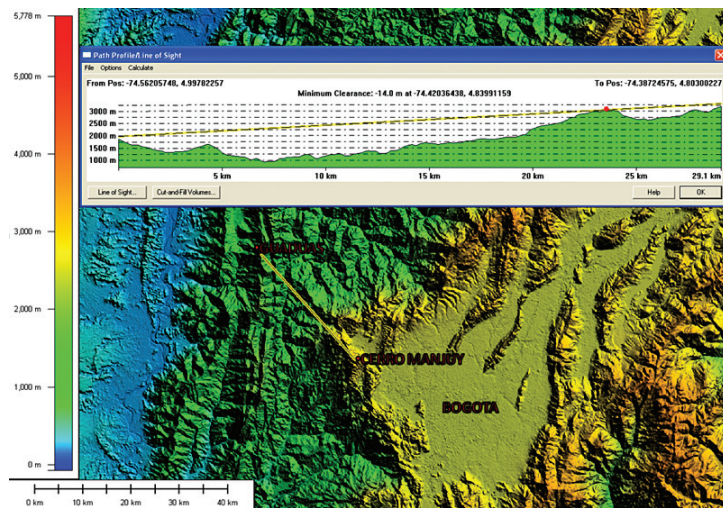 5,778 m
5,000 m
4,000 m
3,000 m
2,000 m
1,000 m
0 m
Path Profile/Line of Sight
File Options Calculate
From Pos: -74.56205748, 4.99782257
To Pos: -74.38724575, 4.80300227
Minimum Clearance: -14.0 m at -74.42036438, 4.83991159
3000 m
2500 m
2000 m
1500 m
1000 m
5 km 10 km 15 km 20 km 25 km 29.1 km
Line of Sight... Cut-and-Fill Volumes... Help OK
CERRO MANJUY
BOGOTA
0 km 10 km 20 km 30 km 40 km